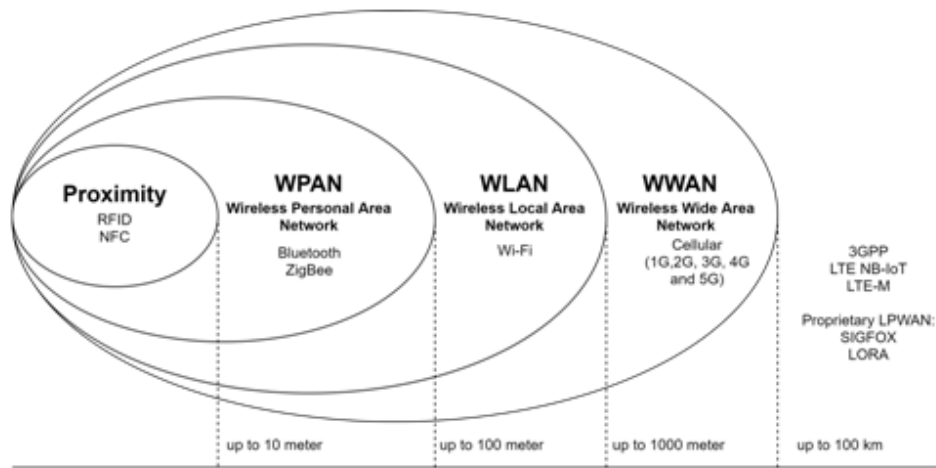 Proximity
RFID
NFC
WPAN
Wireless Personal Area
Network
Bluetooth
ZigBee
WLAN
Wireless Local Area
Network
Wi-Fi
WWAN
Wireless Wide Area
Network
Cellular
(1G,2G, 3G, 4G
and 5G)
3GPP
LTE NB-IoT
LTE-M
Proprietary LPWAN:
SIGFOX
LORA
up to 10 meter
up to 100 meter
up to 1000 meter
up to 100 km